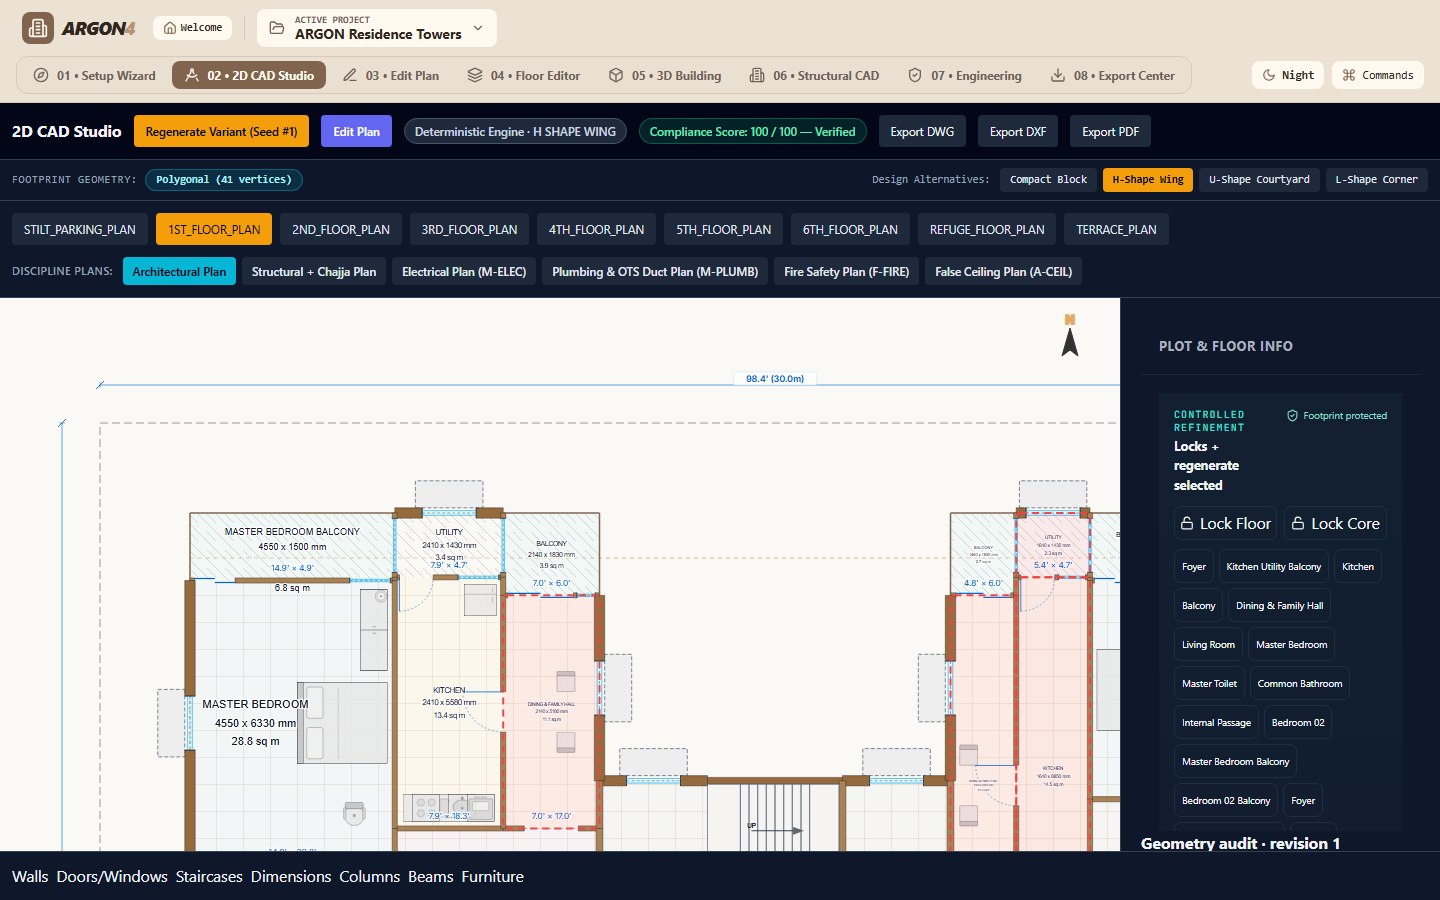 ARGON4
Welcome
ACTIVE PROJECT
ARGON Residence Towers
01 • Setup Wizard
02 • 2D CAD Studio
03 • Edit Plan
04 • Floor Editor
05 • 3D Building
06 • Structural CAD
07 • Engineering
08 • Export Center
Night
Commands
2D CAD Studio
Regenerate Variant (Seed #1)
Edit Plan
Deterministic Engine · H SHAPE WING
Compliance Score: 100 / 100 — Verified
Export DWG
Export DXF
Export PDF
FOOTPRINT GEOMETRY:
Polygonal (41 vertices)
Design Alternatives:
Compact Block
H-Shape Wing
U-Shape Courtyard
L-Shape Corner
STILT_PARKING_PLAN
1ST_FLOOR_PLAN
2ND_FLOOR_PLAN
3RD_FLOOR_PLAN
4TH_FLOOR_PLAN
5TH_FLOOR_PLAN
6TH_FLOOR_PLAN
REFUGE_FLOOR_PLAN
TERRACE_PLAN
DISCIPLINE PLANS:
Architectural Plan
Structural + Chajja Plan
Electrical Plan (M-ELEC)
Plumbing & OTS Duct Plan (M-PLUMB)
Fire Safety Plan (F-FIRE)
False Ceiling Plan (A-CEIL)
N
98.4' (30.0m)
MASTER BEDROOM BALCONY
4550 x 1500 mm
14.9' × 4.9'
6.8 sq m
UTILITY
2410 x 1430 mm
3.4 sq m
7.9' × 4.7'
BALCONY
2140 x 1830 mm
3.9 sq m
7.0' × 6.0'
BALCONY
4.8' × 6.0'
UTILITY
5.4' × 4.7'
MASTER BEDROOM
4550 x 6330 mm
28.8 sq m
KITCHEN
2410 x 5580 mm
13.4 sq m
7.9' × 18.3'
DINING & FAMILY HALL
7.0' × 17.0'
KITCHEN
UP
PLOT & FLOOR INFO
CONTROLLED
REFINEMENT
Footprint protected
Locks +
regenerate
selected
Lock Floor
Lock Core
Foyer
Kitchen Utility Balcony
Kitchen
Balcony
Dining & Family Hall
Living Room
Master Bedroom
Master Toilet
Common Bathroom
Internal Passage
Bedroom 02
Master Bedroom Balcony
Bedroom 02 Balcony
Foyer
Geometry audit · revision 1
Walls Doors/Windows Staircases Dimensions Columns Beams Furniture